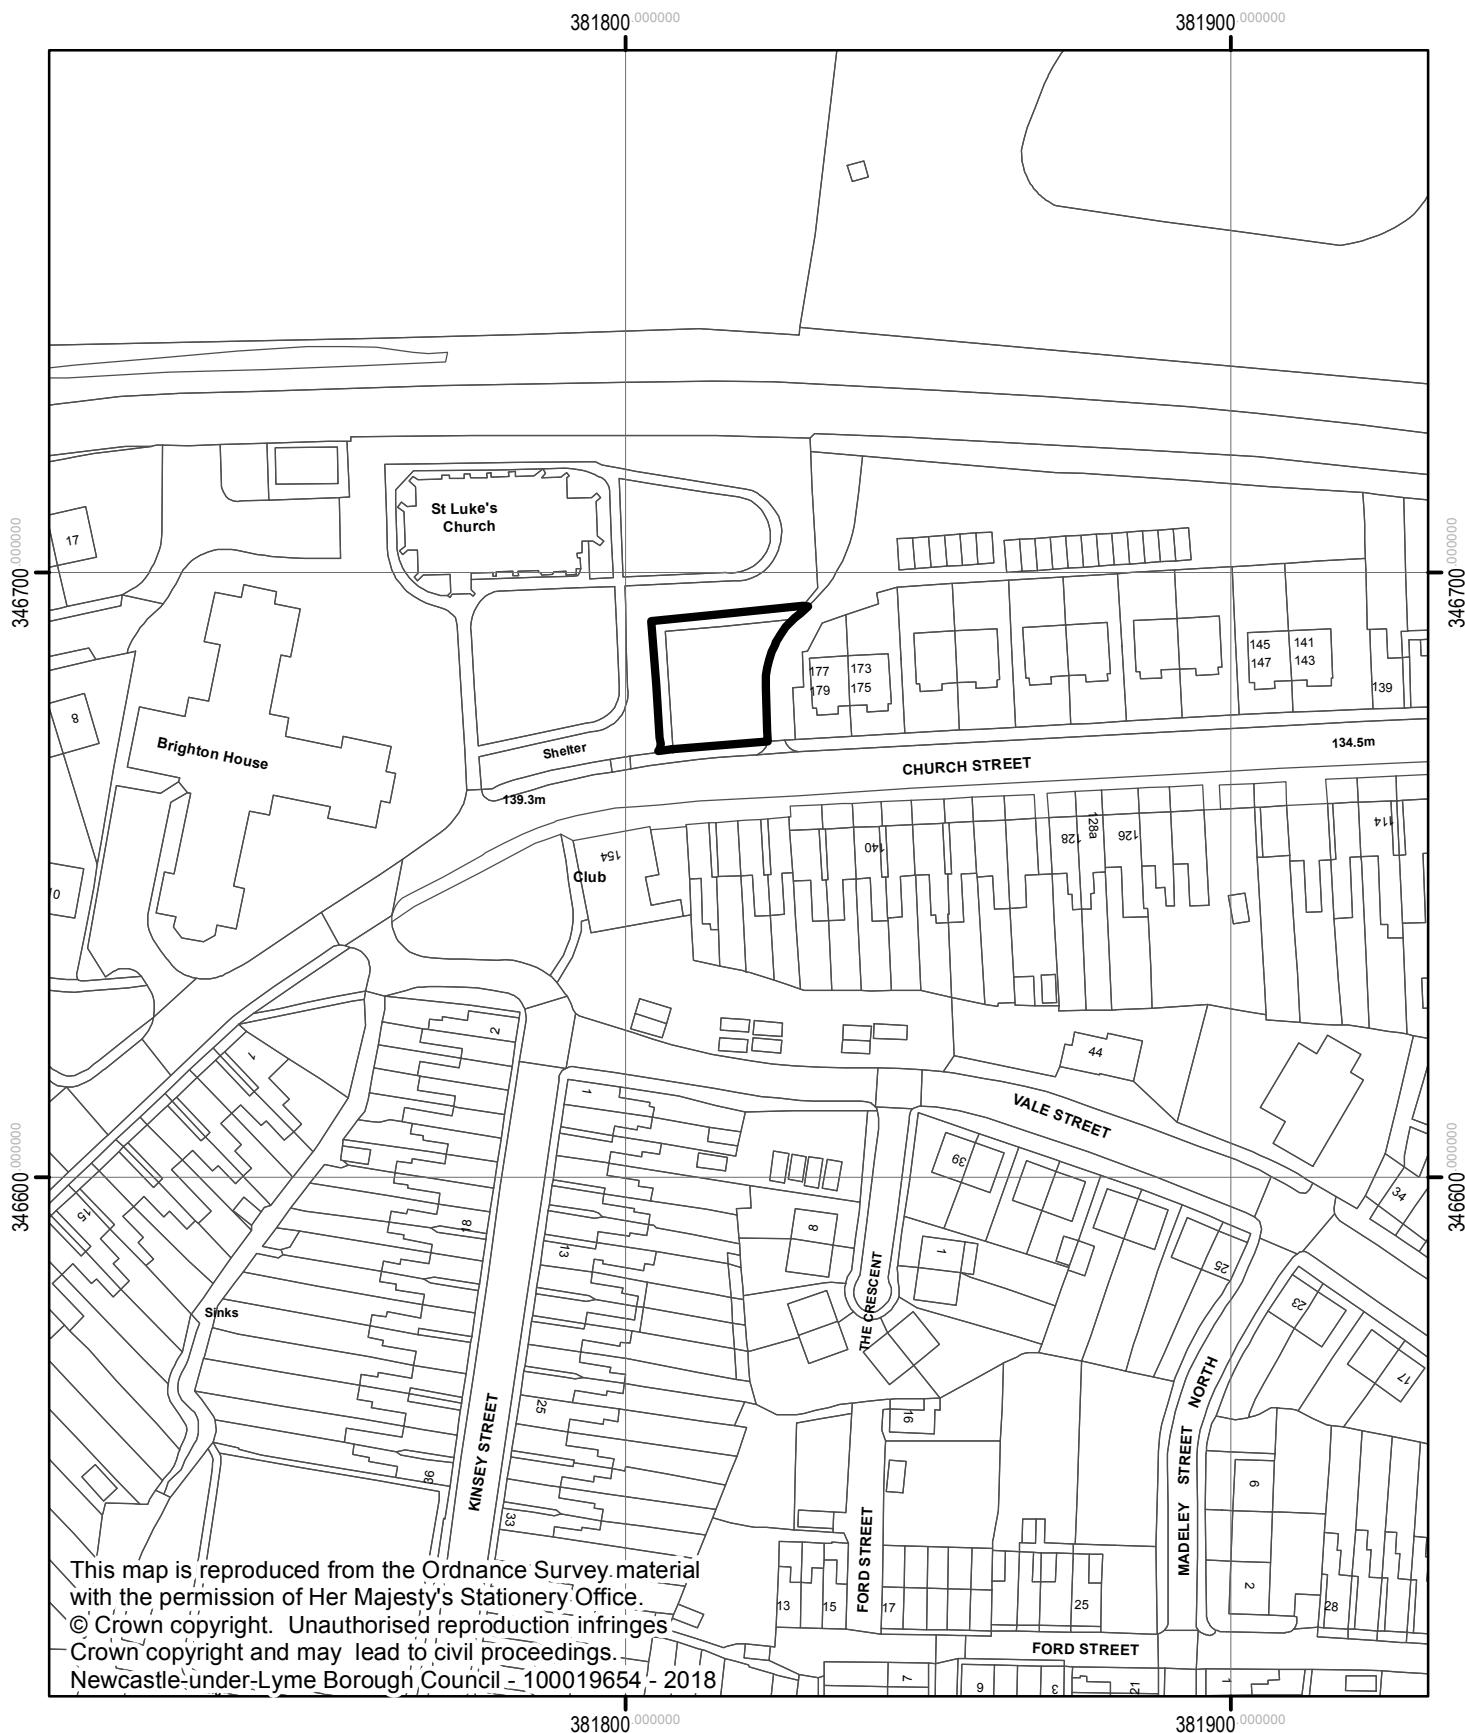 381800.000000
381900.000000
346700.000000
346700.000000
St Luke's
Church
17
8
Brighton House
Shelter
139.3m
177
179
173
175
145
147
141
143
139
134.5m
CHURCH STREET
154
Club
140
128
128a
126
114
44
VALE STREET
2
1
1
39
346600.000000
346600.000000
34
15
18
13
8
1
25
THE CRESCENT
Sinks
23
17
25
16
KINSEY STREET
36
33
MADELEY STREET NORTH
6
2
FORD STREET
13
15
17
25
28
FORD STREET
7
9
3
21
1
This map is reproduced from the Ordnance Survey material
with the permission of Her Majesty's Stationery Office.
© Crown copyright. Unauthorised reproduction infringes
Crown copyright and may lead to civil proceedings.
Newcastle-under-Lyme Borough Council - 100019654 - 2018
381800.000000
381900.000000